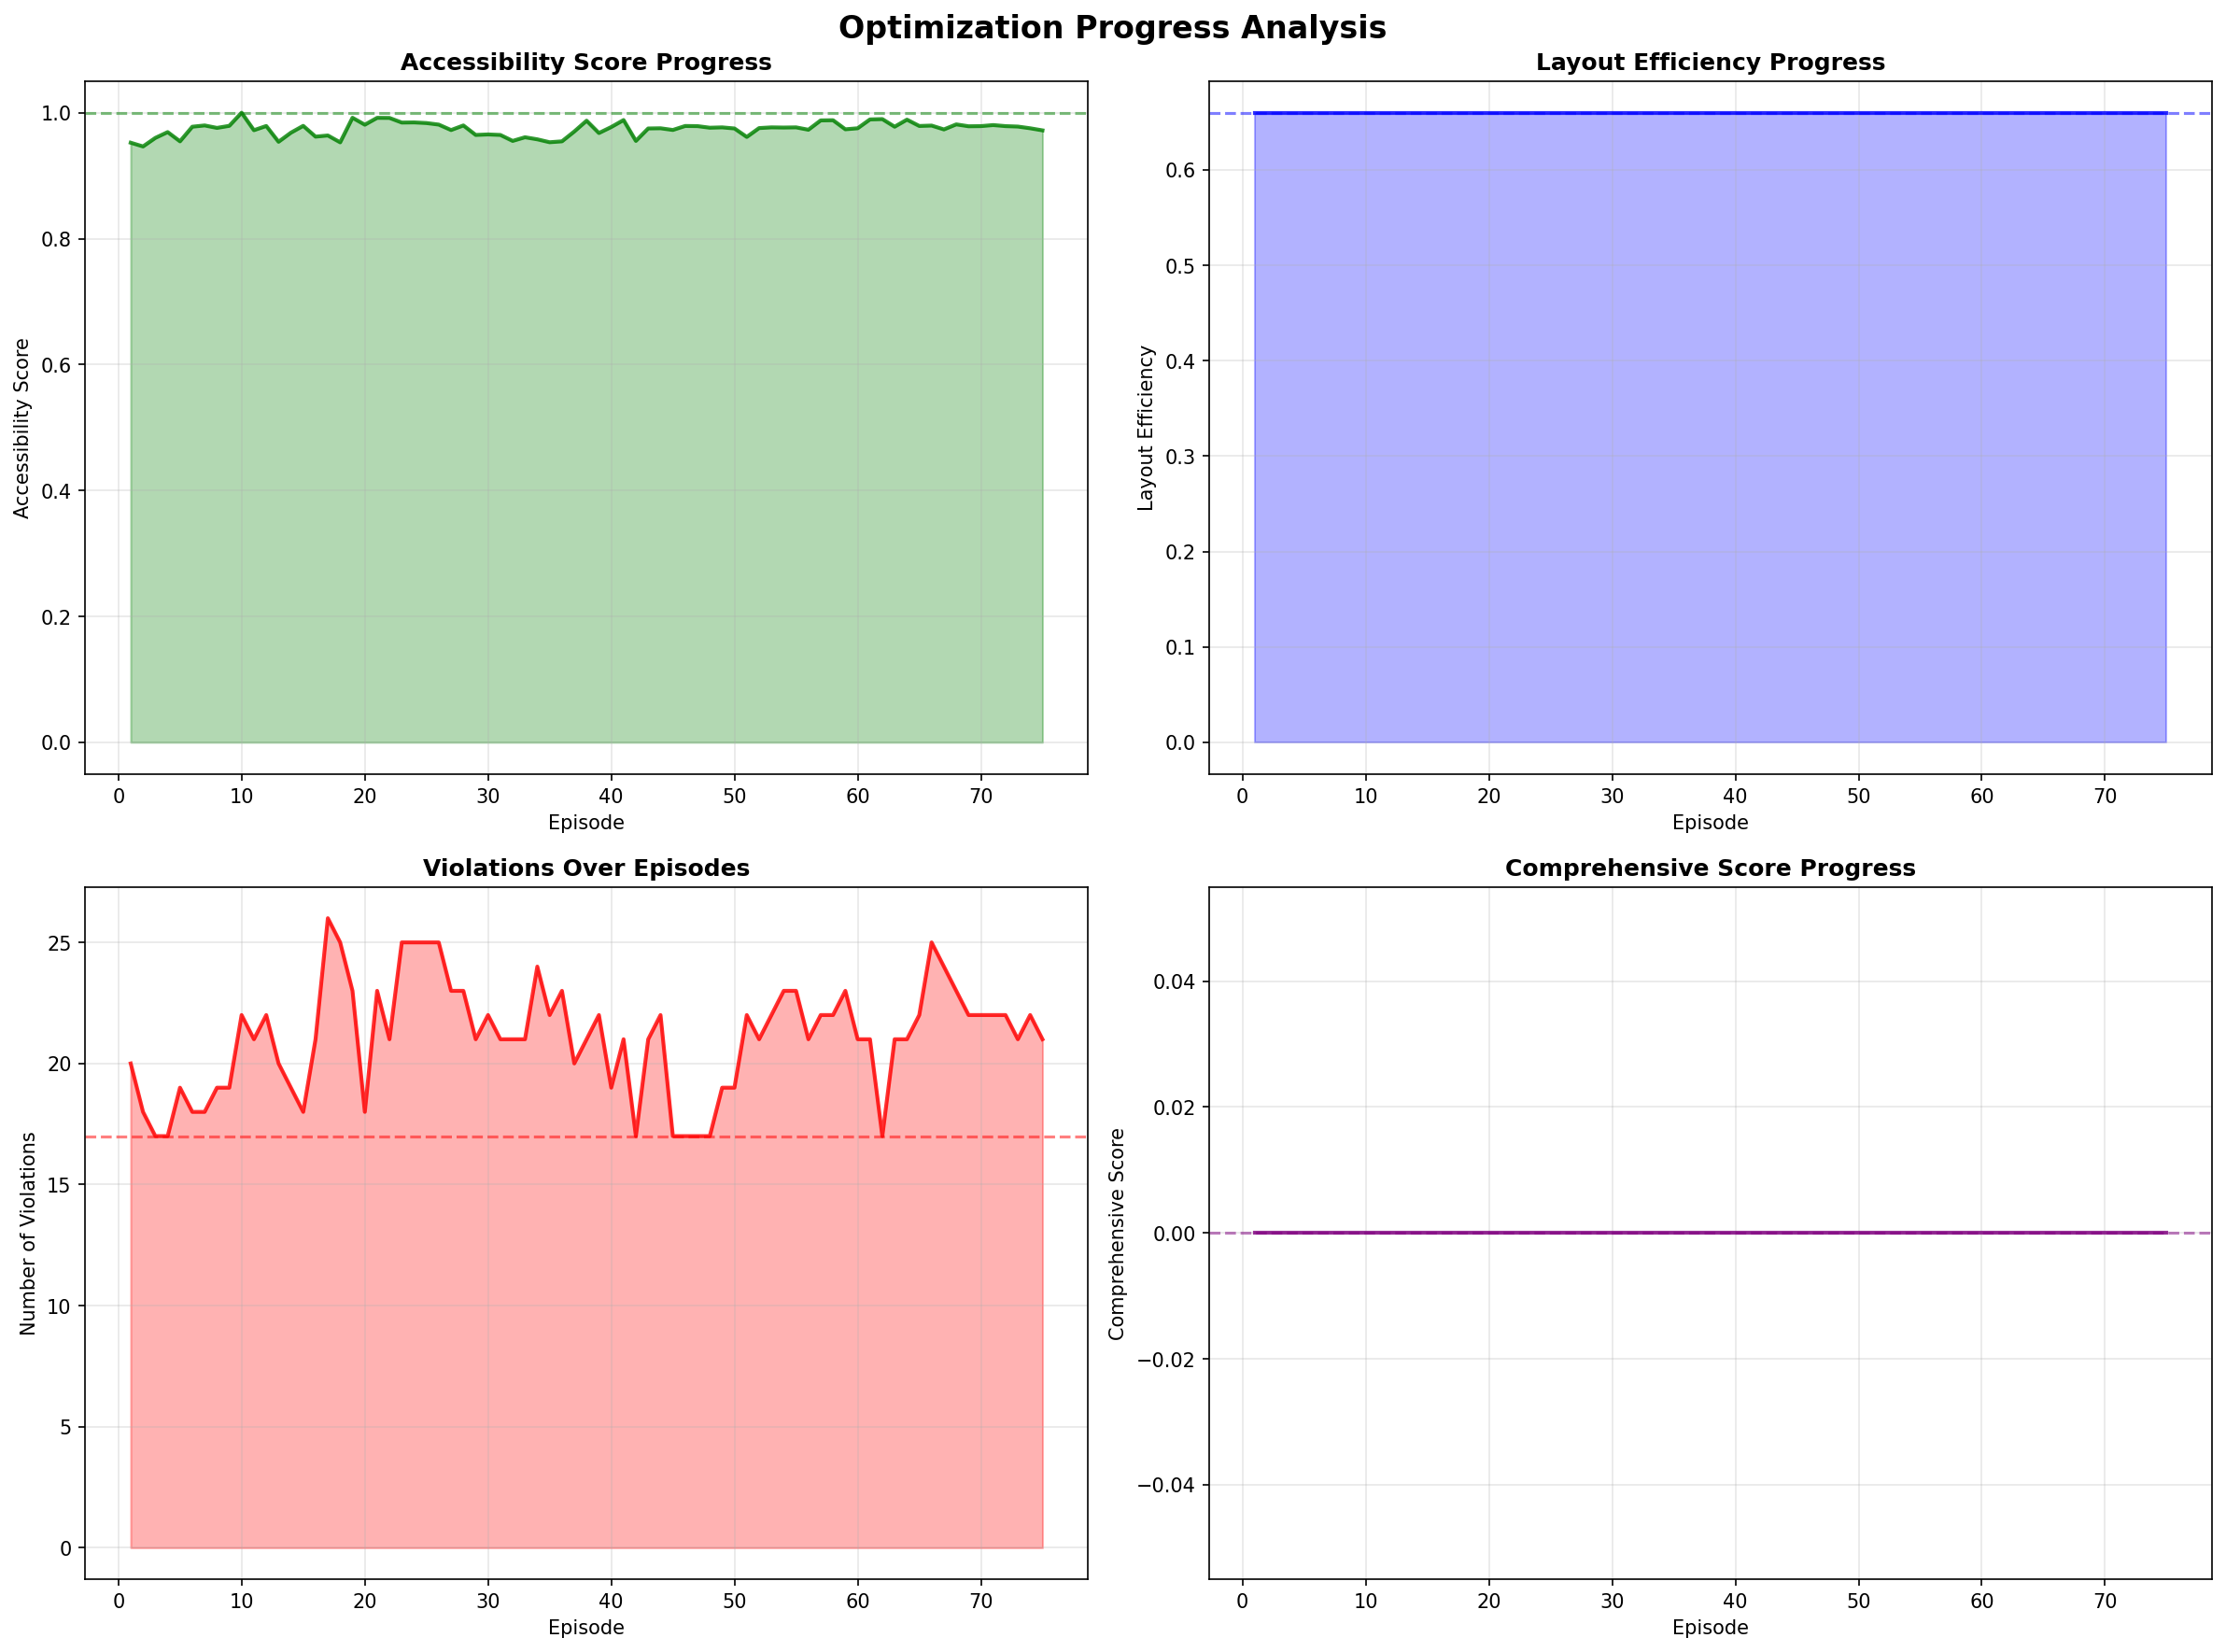 Optimization Progress Analysis
Accessibility Score Progress
Accessibility Score
1.0
0.8
0.6
0.4
0.2
0.0
0 10 20 30 40 50 60 70
Episode
Layout Efficiency Progress
Layout Efficiency
0.6
0.5
0.4
0.3
0.2
0.1
0.0
0 10 20 30 40 50 60 70
Episode
Violations Over Episodes
Number of Violations
25
20
15
10
5
0
0 10 20 30 40 50 60 70
Episode
Comprehensive Score Progress
Comprehensive Score
0.04
0.02
0.00
−0.02
−0.04
0 10 20 30 40 50 60 70
Episode